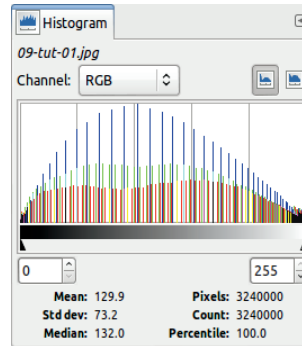 Histogram
09-tut-01.jpg
Channel: RGB
0 255
Mean: 129.9 Pixels: 3240000
Std dev: 73.2 Count: 3240000
Median: 132.0 Percentile: 100.0